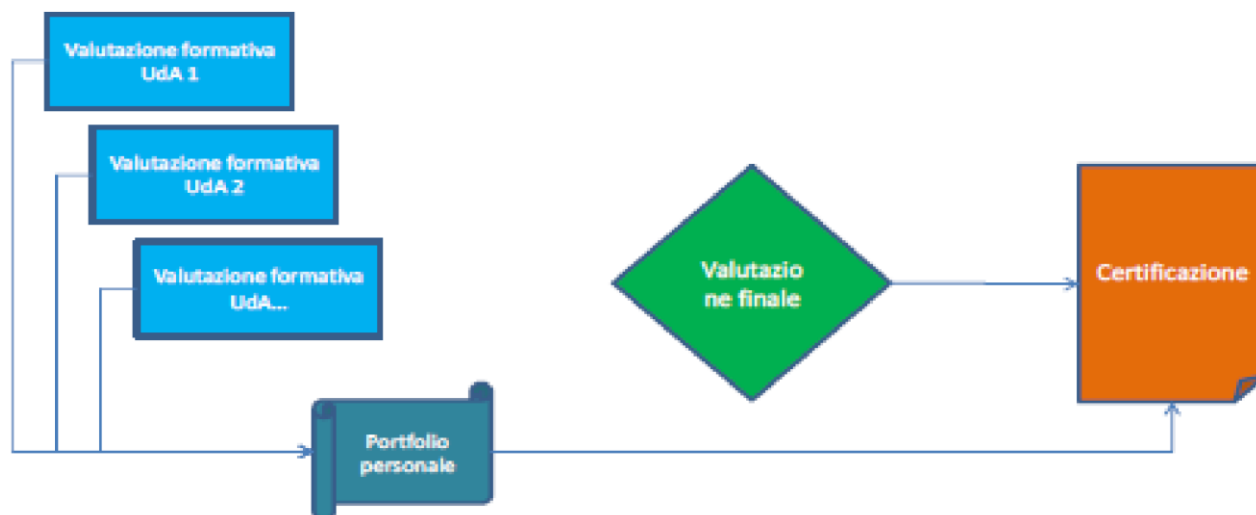 Valutazione formativa
UdA 1
Valutazione formativa
UdA 2
Valutazione formativa
UdA...
Valutazio
ne finale
Certificazione
Portfolio
personale